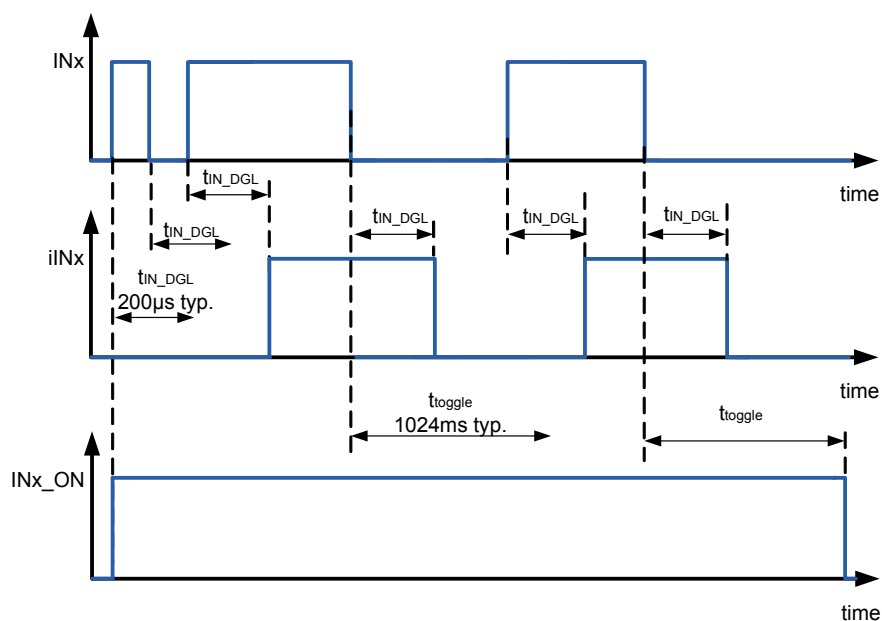 INx
time
tIN_DGL
tIN_DGL
tIN_DGL
tIN_DGL
tIN_DGL
iINx
tIN_DGL
200µs typ.
time
ttoggle
1024ms typ.
ttoggle
INx_ON
time